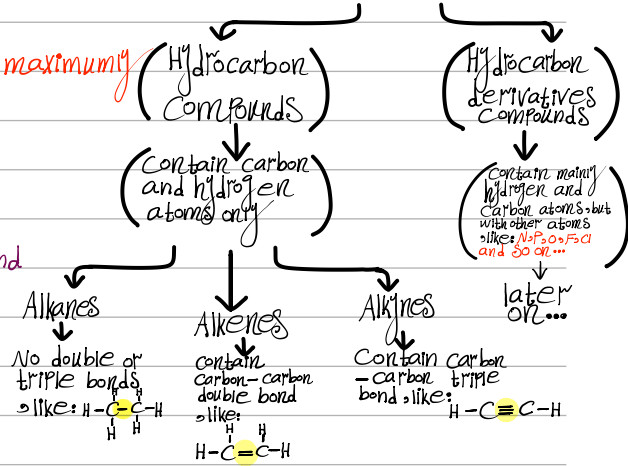 maximumly
Hydrocarbon
compounds
Hydrocarbon
derivatives
compounds
contain carbon
and hydrogen
atoms only
contain mainly
hydrogen and
carbon atoms, but
with other atoms
, like: N, P, O, F, Cl
and so on...
nd
Alkanes
Alkenes
Alkynes
later
on...
No double or
triple bonds
, like:
H H
H-C-C-H
H H
contain
carbon-carbon
double bond
, like:
H H
H-C=C-H
Contain carbon
-carbon triple
bond, like:
H-C≡C-H